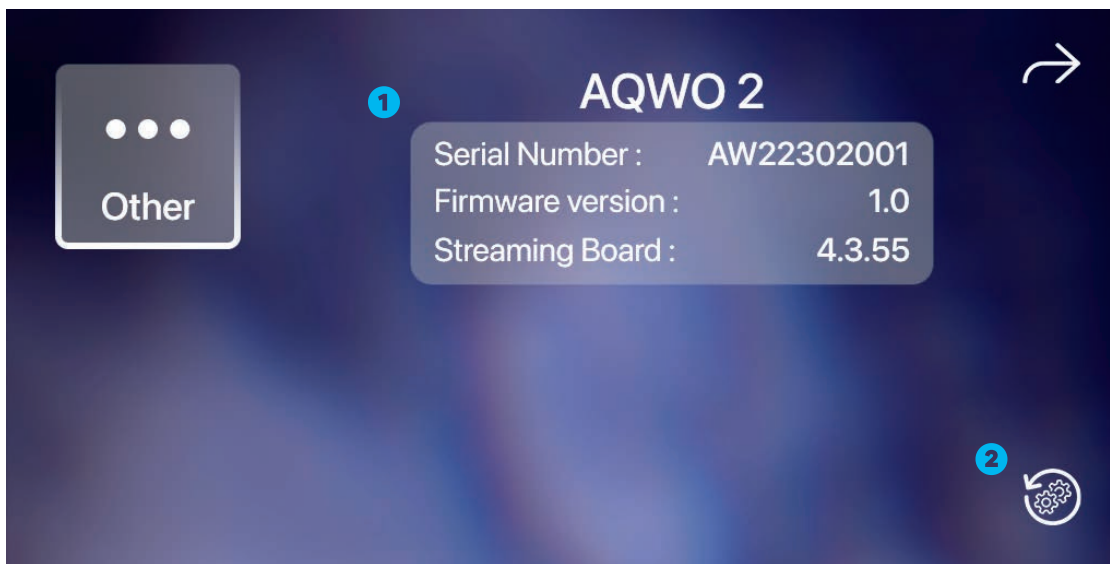 1
AQWO 2
Serial Number : AW22302001
Firmware version : 1.0
Streaming Board : 4.3.55
Other
2